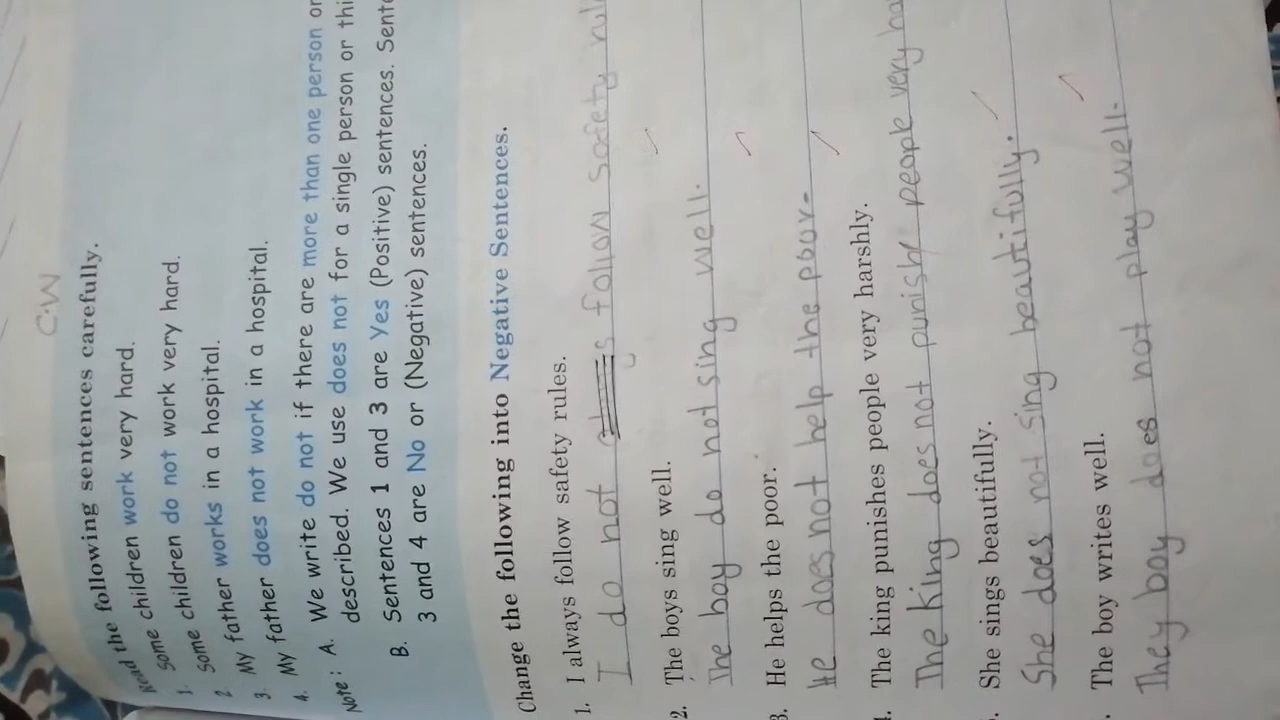 C.W
Read the following sentences carefully.
1. Some children work very hard.
2 Some children do not work very hard.
3. My father works in a hospital.
4. My father does not work in a hospital.
Note : A. We write do not if there are more than one person or
described. We use does not for a single person or thi
B. Sentences 1 and 3 are Yes (Positive) sentences. Sente
3 and 4 are No or (Negative) sentences.
Change the following into Negative Sentences.
1. I always follow safety rules.
I do not follow safety rul
2. The boys sing well.
The boy do not sing well.
3. He helps the poor.
He does not help the poor.
4. The king punishes people very harshly.
The king does not punish people very ha
. She sings beautifully.
She does not sing beautifully.
. The boy writes well.
They boy does not play well.